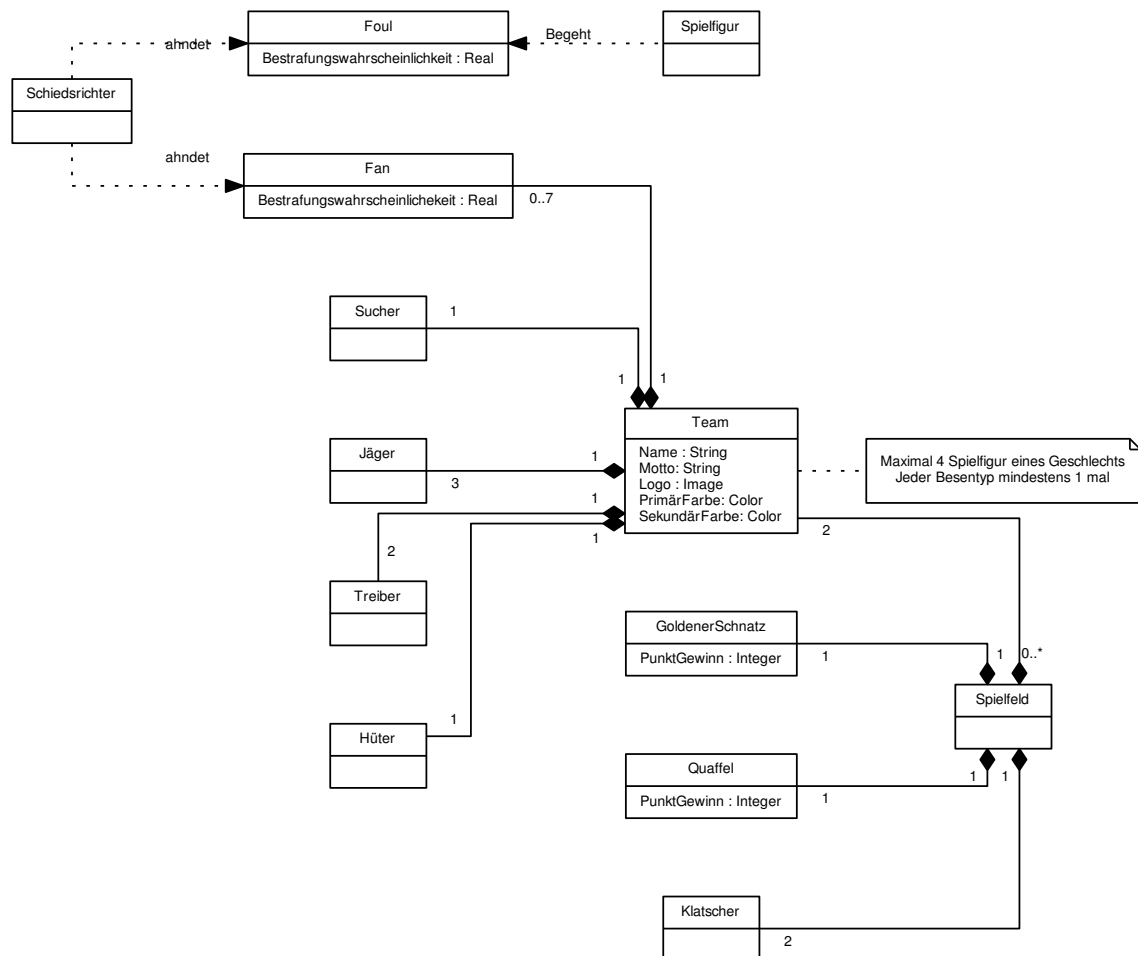 Foul
Bestrafungswahrscheinlichkeit : Real
Spielfigur
Begeht
ahndet
Schiedsrichter
ahndet
Fan
Bestrafungswahrscheinlichekeit : Real
0..7
Sucher
1
1
1
Team
Name : String
Motto: String
Logo : Image
PrimärFarbe: Color
SekundärFarbe: Color
Maximal 4 Spielfigur eines Geschlechts
Jeder Besentyp mindestens 1 mal
Jäger
1
3
1
1
2
2
Treiber
GoldenerSchnatz
PunktGewinn : Integer
1
1
0..*
Spielfeld
Hüter
1
Quaffel
PunktGewinn : Integer
1
1
1
Klatscher
2